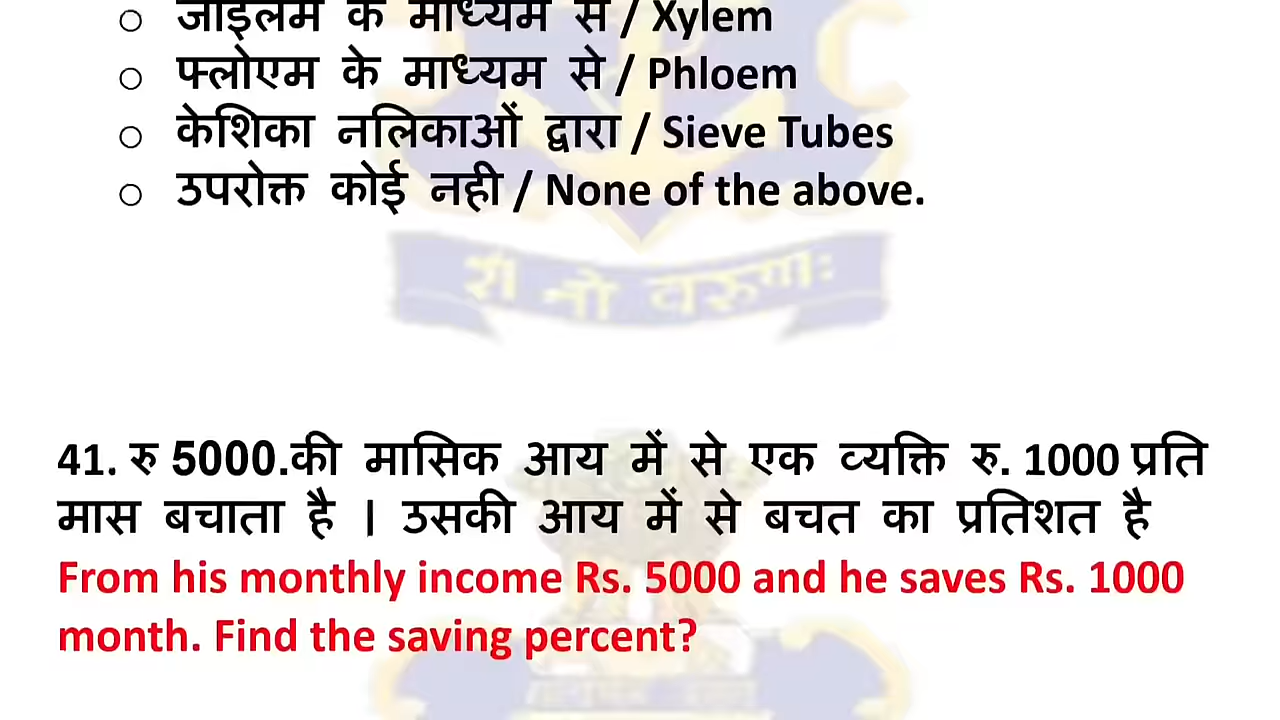 ○ जाइलम के माध्यम से / Xylem
○ फ्लोएम के माध्यम से / Phloem
○ केशिका नलिकाओं द्वारा / Sieve Tubes
○ उपरोक्त कोई नही / None of the above.
शं नो वरुणः
41. रु 5000.की मासिक आय में से एक व्यक्ति रु. 1000 प्रति
मास बचाता है । उसकी आय में से बचत का प्रतिशत है
From his monthly income Rs. 5000 and he saves Rs. 1000
month. Find the saving percent?